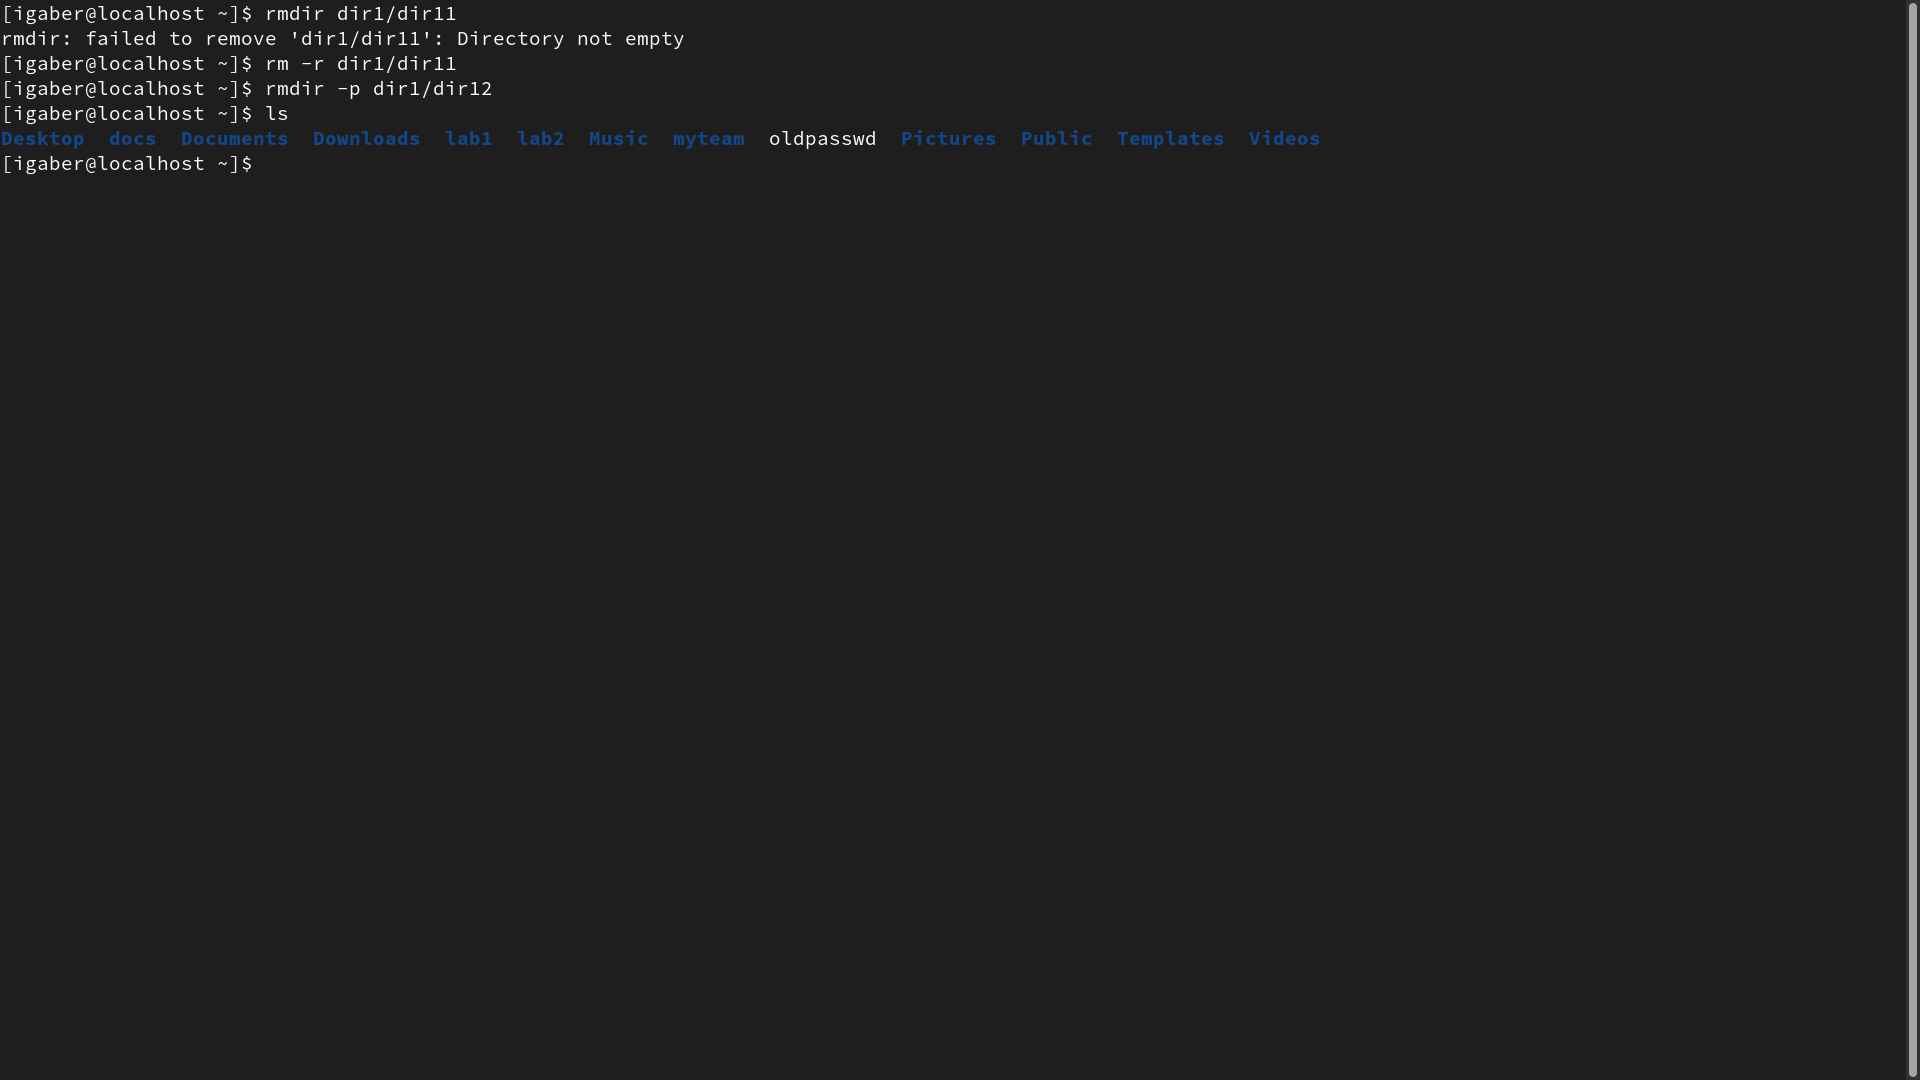 [igaber@localhost ~]$ rmdir dir1/dir11
rmdir: failed to remove 'dir1/dir11': Directory not empty
[igaber@localhost ~]$ rm -r dir1/dir11
[igaber@localhost ~]$ rmdir -p dir1/dir12
[igaber@localhost ~]$ ls
Desktop  docs  Documents  Downloads  lab1  lab2  Music  myteam  oldpasswd  Pictures  Public  Templates  Videos
[igaber@localhost ~]$